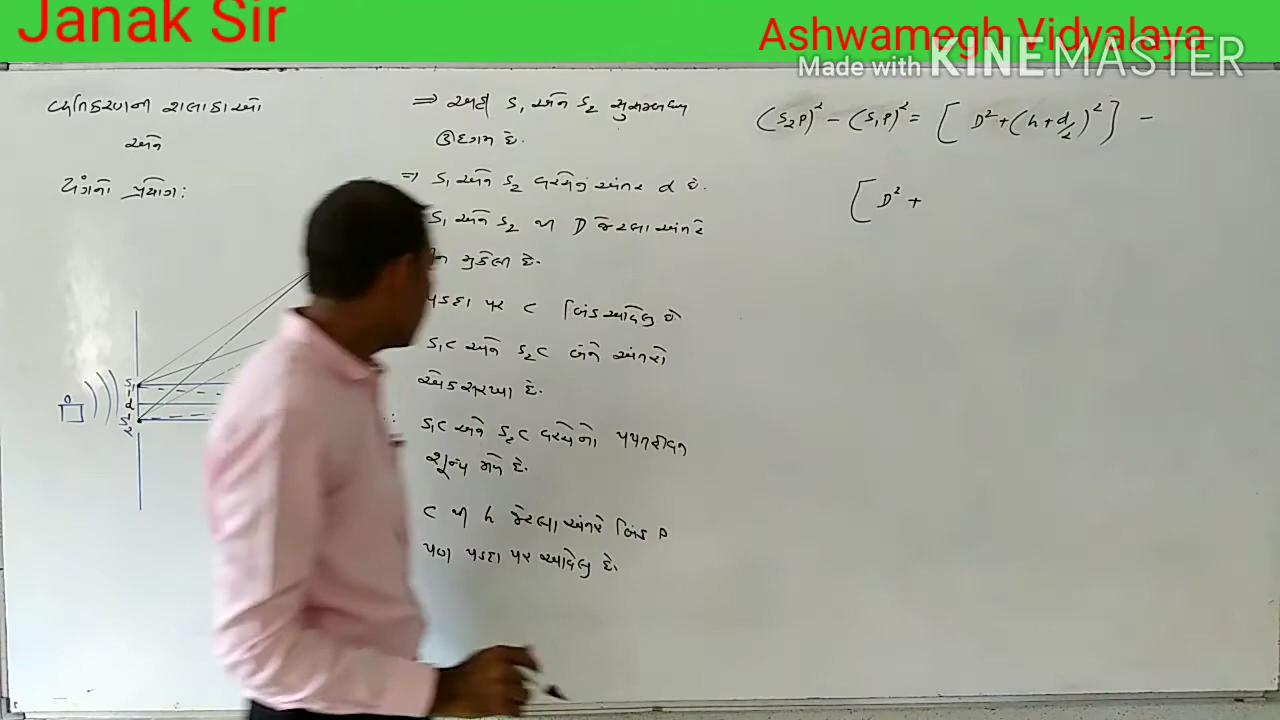 Janak Sir
Ashwamegh Vidyalaya
Made with KINEMASTER
વ્યતિકરણની શલાકાઓ
અને
યંગનો પ્રયોગ:
⇒ અહીં S₁ અને S₂ સુસમ્બદ્ધ
ઉદગમ છે.
⇒ S₁ અને S₂ વચ્ચેનું અંતર d છે.
S₁ અને S₂ થી D જેટલા અંતરે
મુકેલો છે.
પડદા પર C બિંદુ આવેલુ છે
S₁C અને S₂C બંને અંતરો
એકસરખા છે.
∴ S₁C અને S₂C વચ્ચેનો પથતફાવત
શૂન્ય મળે છે.
C થી h જેટલા અંતરે બિંદુ P
પણ પડદા પર આવેલુ છે.
(S₂P)² − (S₁P)² = [ D² + (h + d/2)² ] −
[ D² +
S₁
d
S₂